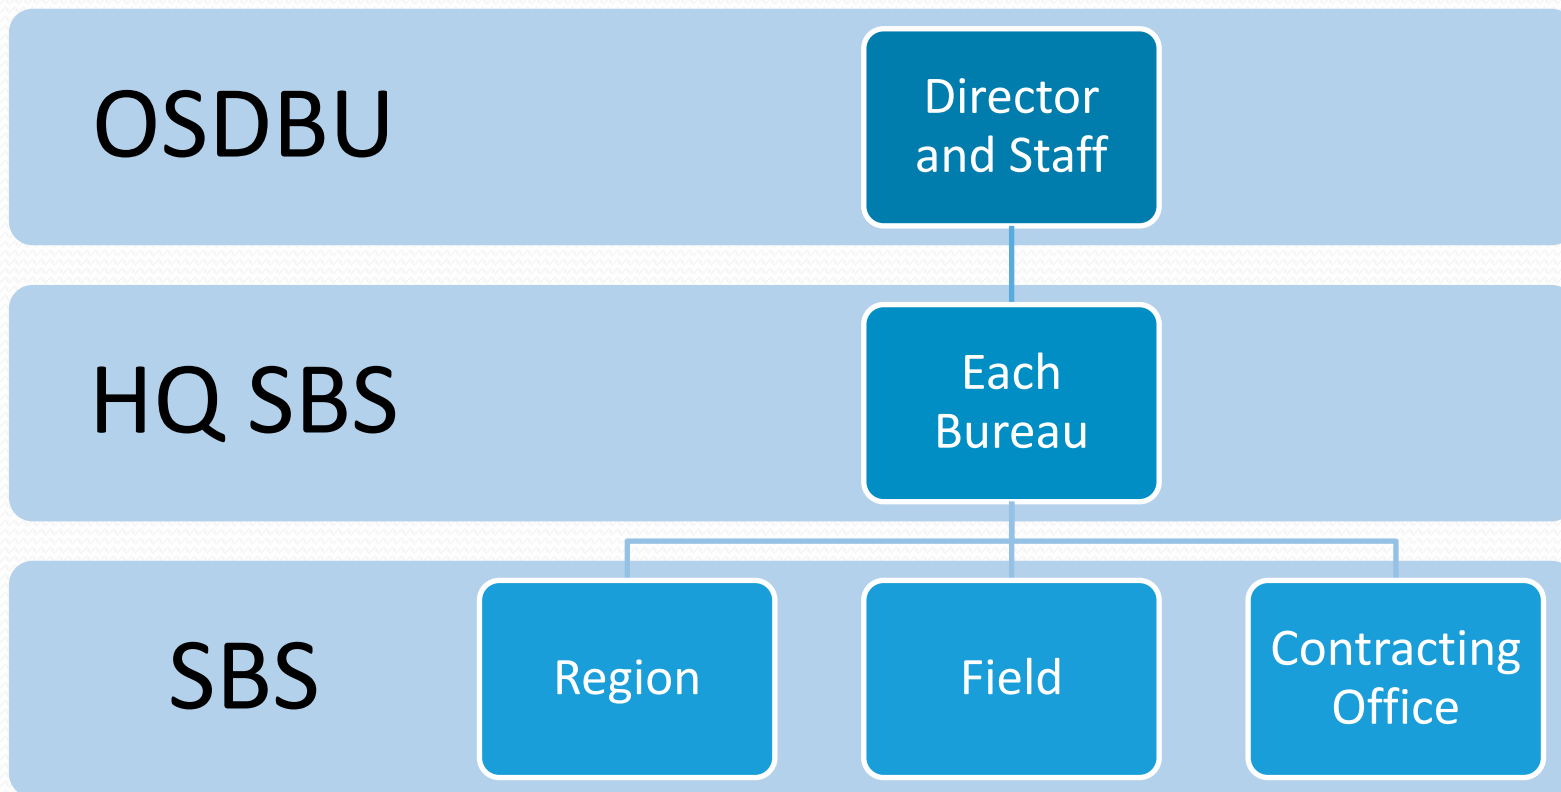 OSDBU
Director
and Staff
HQ SBS
Each
Bureau
SBS
Region
Field
Contracting
Office